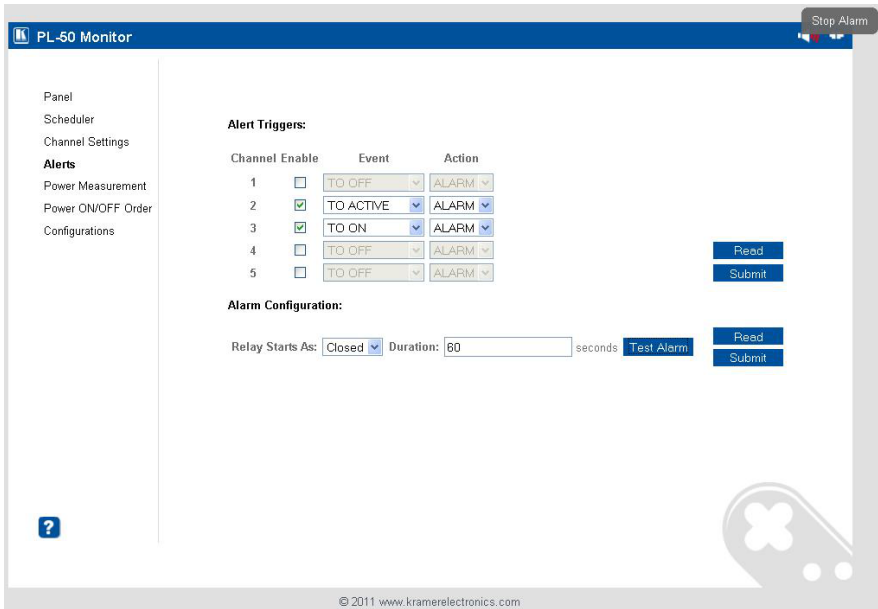 Stop Alarm
PL-50 Monitor
Panel
Scheduler
Channel Settings
Alerts
Power Measurement
Power ON/OFF Order
Configurations
Alert Triggers:
Channel Enable Event Action
1 TO OFF ALARM
2 TO ACTIVE ALARM
3 TO ON ALARM
4 TO OFF ALARM Read
5 TO OFF ALARM Submit
Alarm Configuration:
Relay Starts As: Closed Duration: 60 seconds Test Alarm Read
Submit
?
© 2011 www.kramerelectronics.com